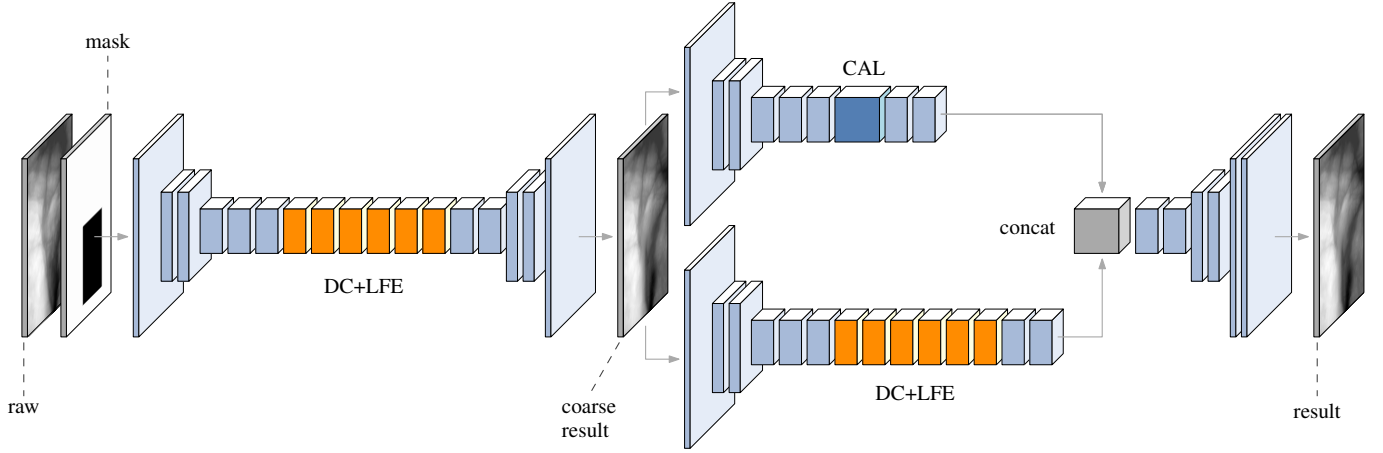 mask
CAL
concat
DC+LFE
DC+LFE
raw
coarse
result
result